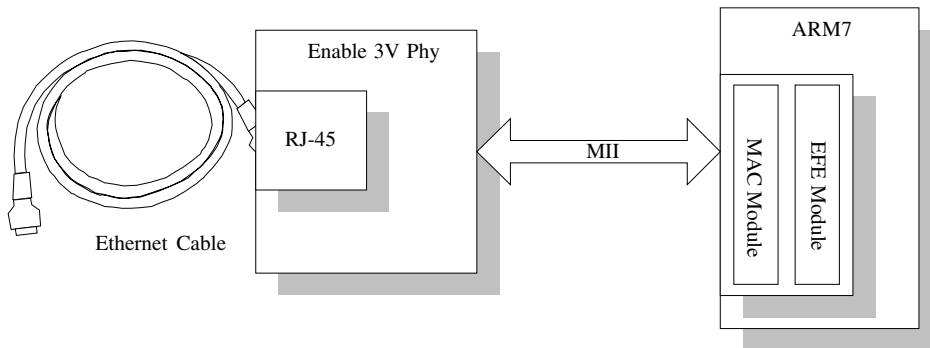 Enable 3V Phy
RJ-45
Ethernet Cable
MII
ARM7
MAC Module
EFE Module